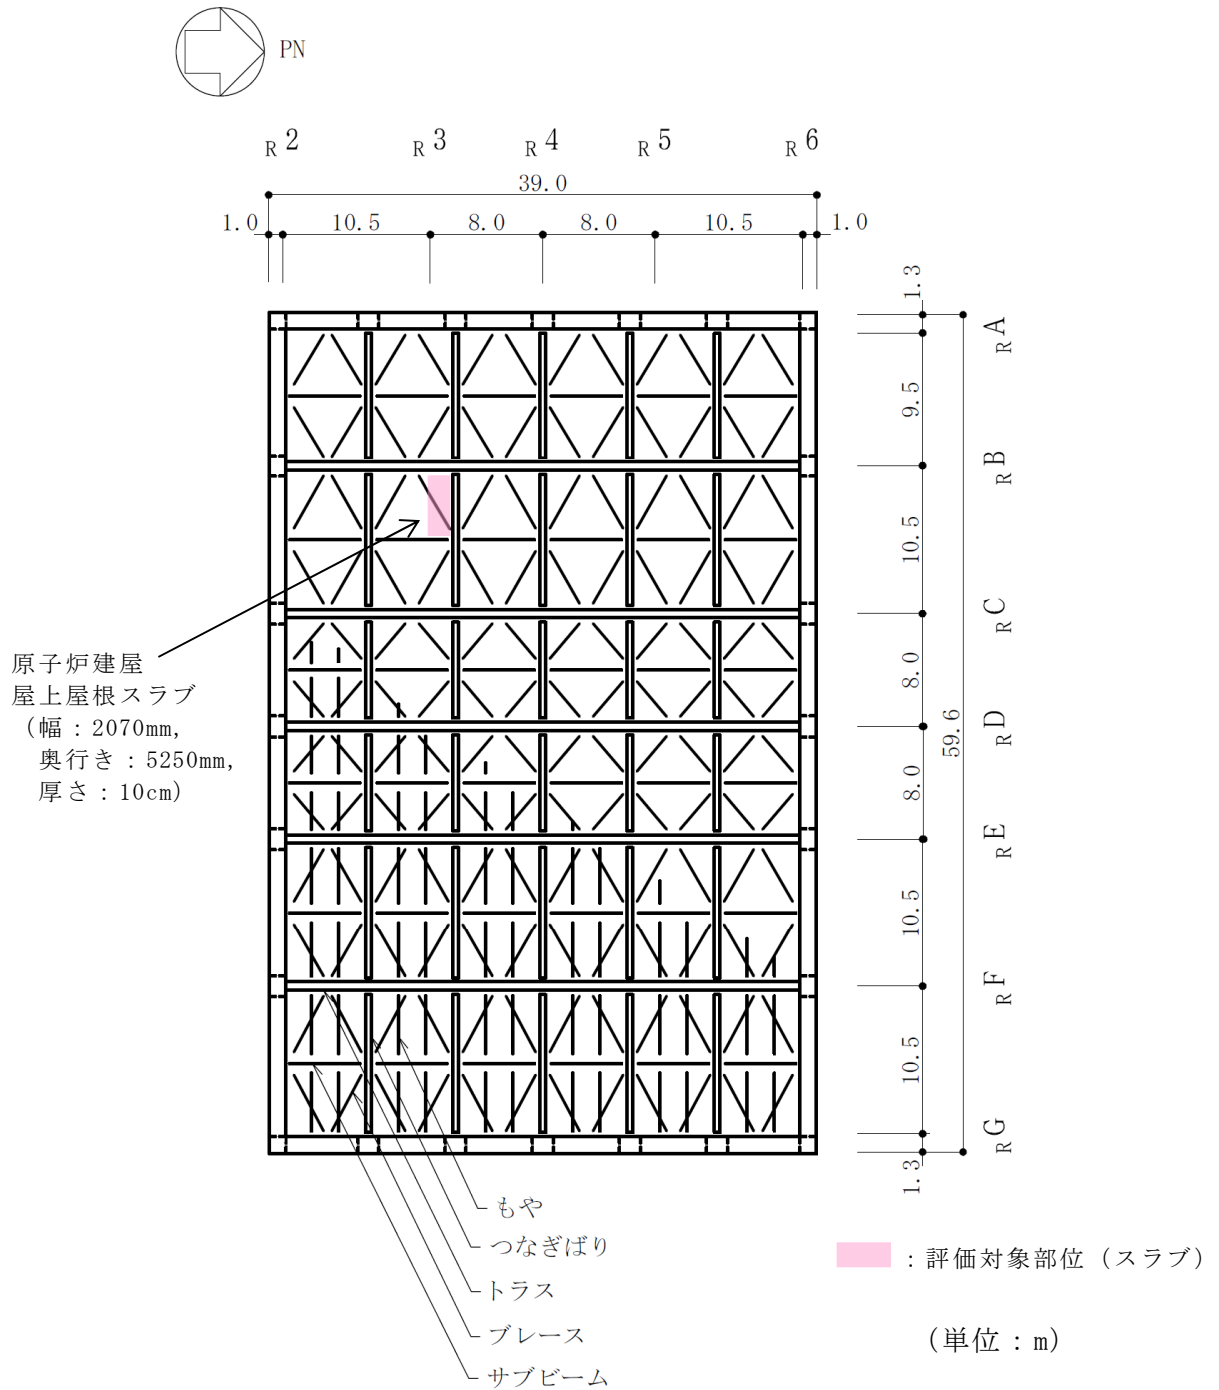 PN
R2 R3 R4 R5 R6
39.0
1.0 10.5 8.0 8.0 10.5 1.0
1.3
RA
9.5
RB
10.5
RC
8.0
RD
59.6
8.0
RE
10.5
RF
10.5
RG
1.3
原子炉建屋
屋上屋根スラブ
（幅：2070mm,
奥行き：5250mm,
厚さ：10cm）
もや
つなぎばり
トラス
ブレース
サブビーム
：評価対象部位（スラブ）
（単位：m）